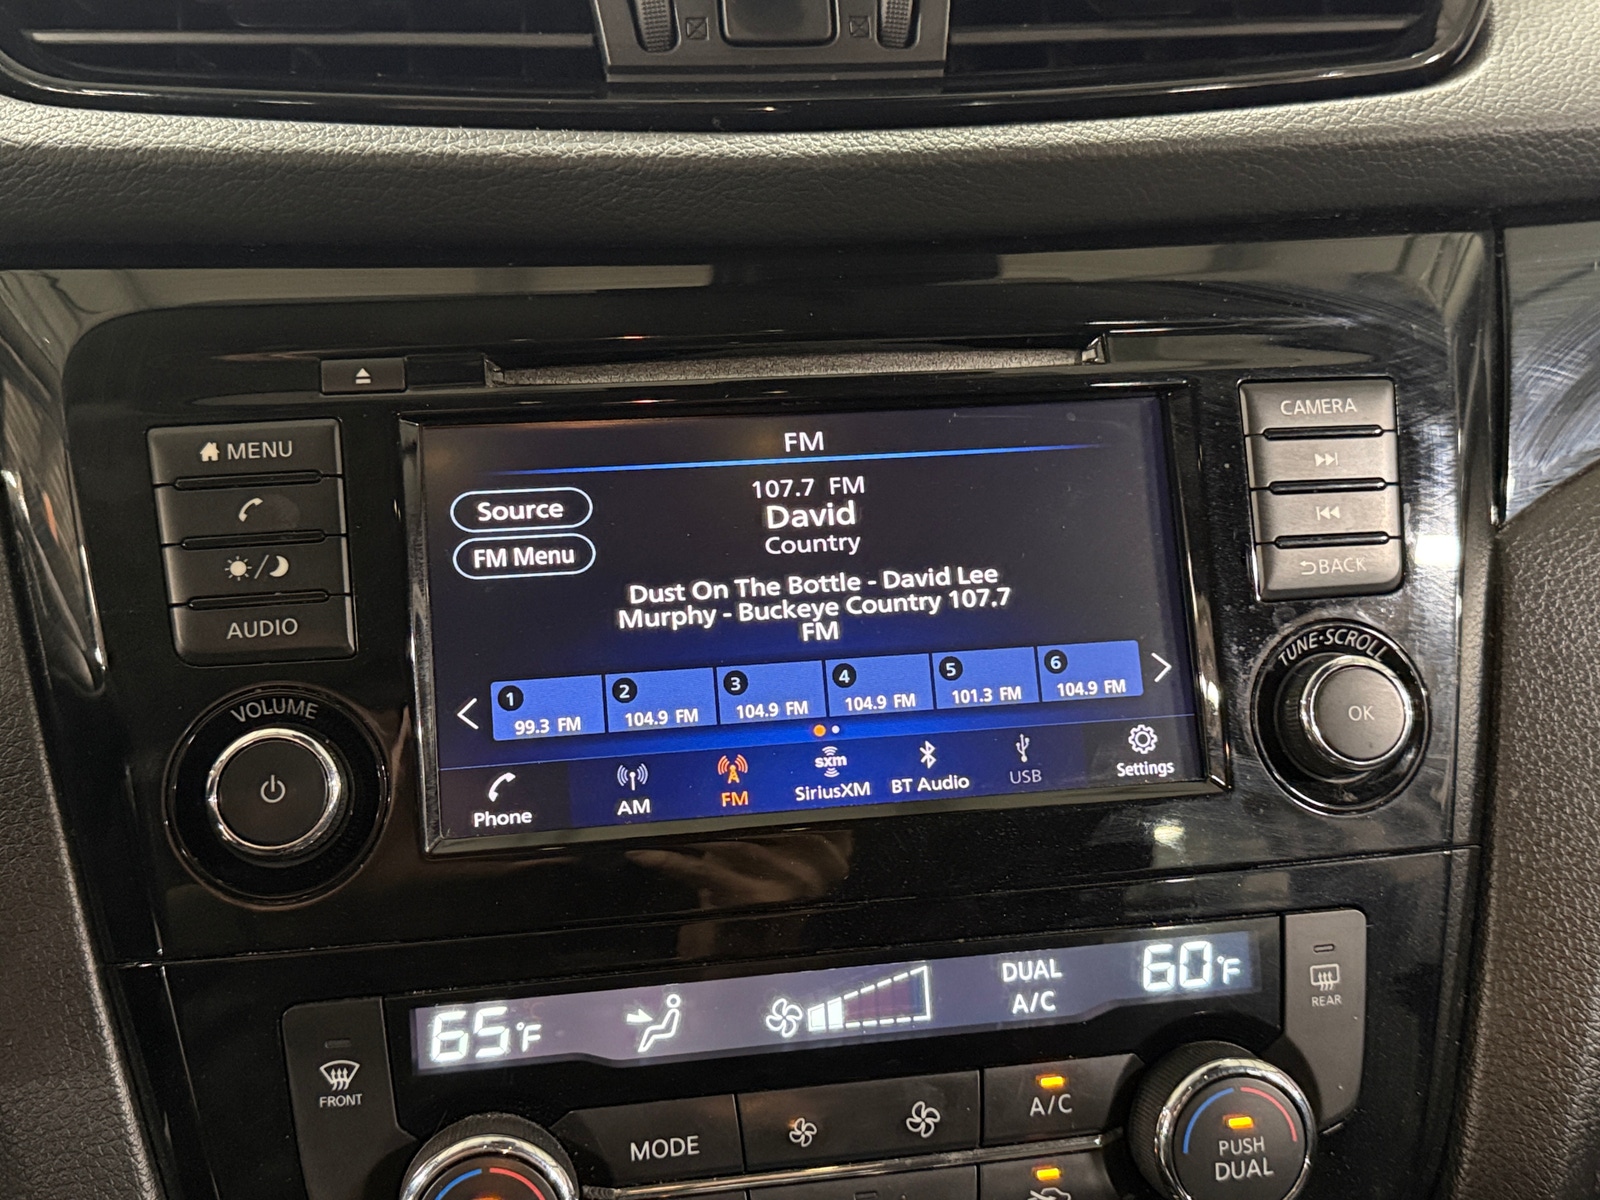 FM
107.7 FM
David
Country
Source
FM Menu
Dust On The Bottle - David Lee
Murphy - Buckeye Country 107.7
FM
1 99.3 FM
2 104.9 FM
3 104.9 FM
4 104.9 FM
5 101.3 FM
6 104.9 FM
Phone
AM
FM
sxm
SiriusXM
BT Audio
USB
Settings
MENU
AUDIO
VOLUME
CAMERA
BACK
TUNE·SCROLL
OK
65°F
DUAL
A/C
60°F
FRONT
REAR
MODE
A/C
PUSH
DUAL